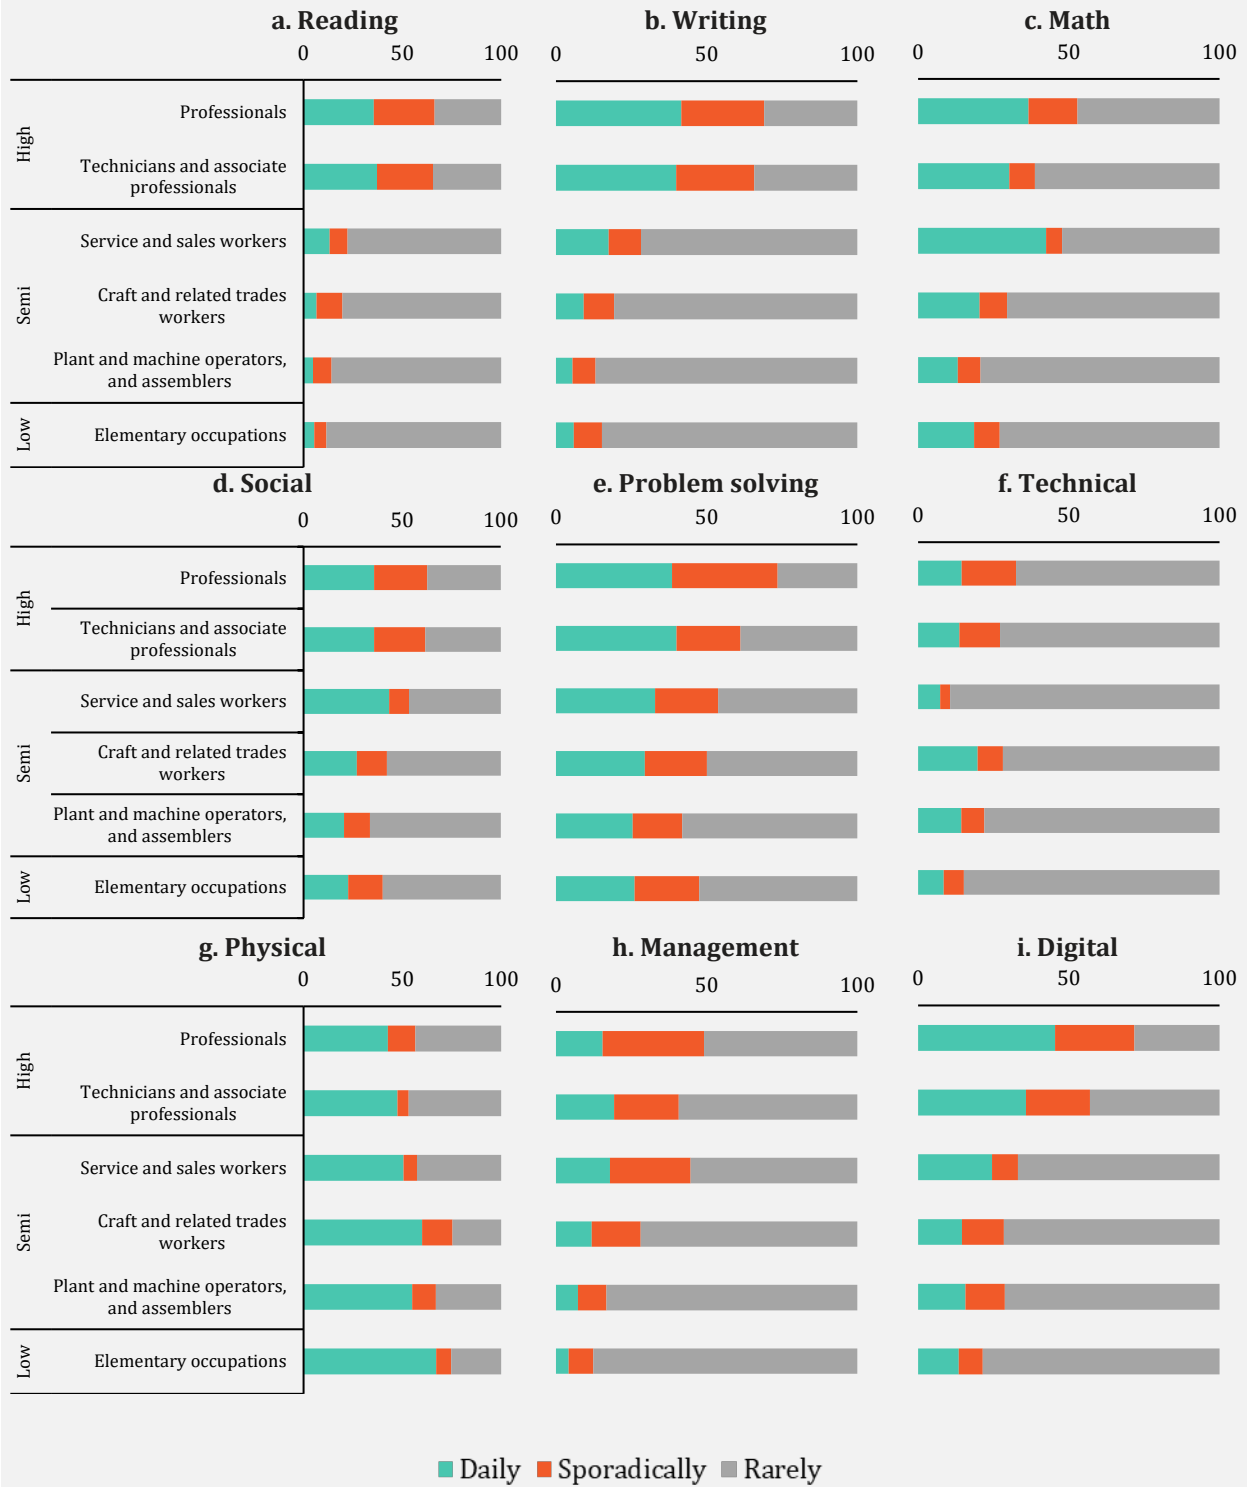 a. Reading
b. Writing
c. Math
0 50 100
0 50 100
0 50 100
High
Professionals
Technicians and associate
professionals
Semi
Service and sales workers
Craft and related trades
workers
Plant and machine operators,
and assemblers
Low
Elementary occupations
d. Social
e. Problem solving
f. Technical
0 50 100
0 50 100
0 50 100
High
Professionals
Technicians and associate
professionals
Semi
Service and sales workers
Craft and related trades
workers
Plant and machine operators,
and assemblers
Low
Elementary occupations
g. Physical
h. Management
i. Digital
0 50 100
0 50 100
0 50 100
High
Professionals
Technicians and associate
professionals
Semi
Service and sales workers
Craft and related trades
workers
Plant and machine operators,
and assemblers
Low
Elementary occupations
Daily Sporadically Rarely